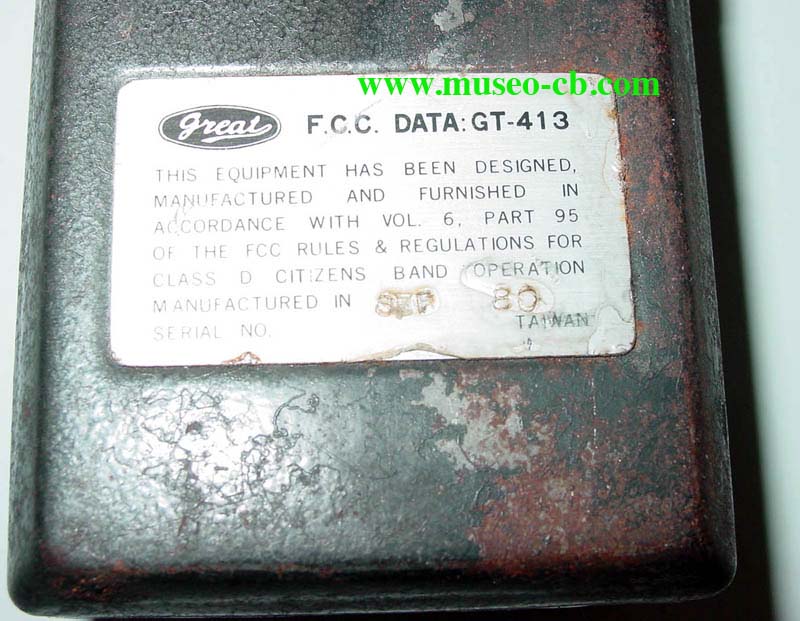 www.museo-cb.com
great F.C.C. DATA: GT-413
THIS EQUIPMENT HAS BEEN DESIGNED,
MANUFACTURED AND FURNISHED IN
ACCORDANCE WITH VOL. 6, PART 95
OF THE FCC RULES & REGULATIONS FOR
CLASS D CITIZENS BAND OPERATION
MANUFACTURED IN SEP 80
TAIWAN
SERIAL NO.